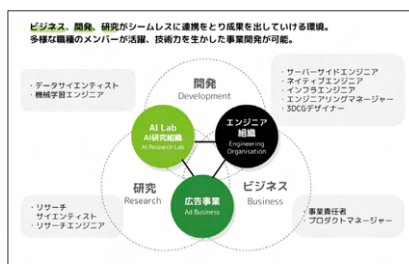 ビジネス、開発、研究がシームレスに連携をとり成果を出していける環境。
多様な職種のメンバーが活躍、技術力を生かした事業開発が可能。
・データサイエンティスト
・機械学習エンジニア
開発
Development
・サーバーサイドエンジニア
・ネイティブエンジニア
・インフラエンジニア
・エンジニアリングマネージャー
・3DCGデザイナー
AI Lab
AI研究組織
AI Research Lab
エンジニア
組織
Engineering
Organisation
研究
Research
広告事業
Ad Business
ビジネス
Business
・リサーチ
サイエンティスト
・リサーチエンジニア
・事業責任者
・プロダクトマネージャー